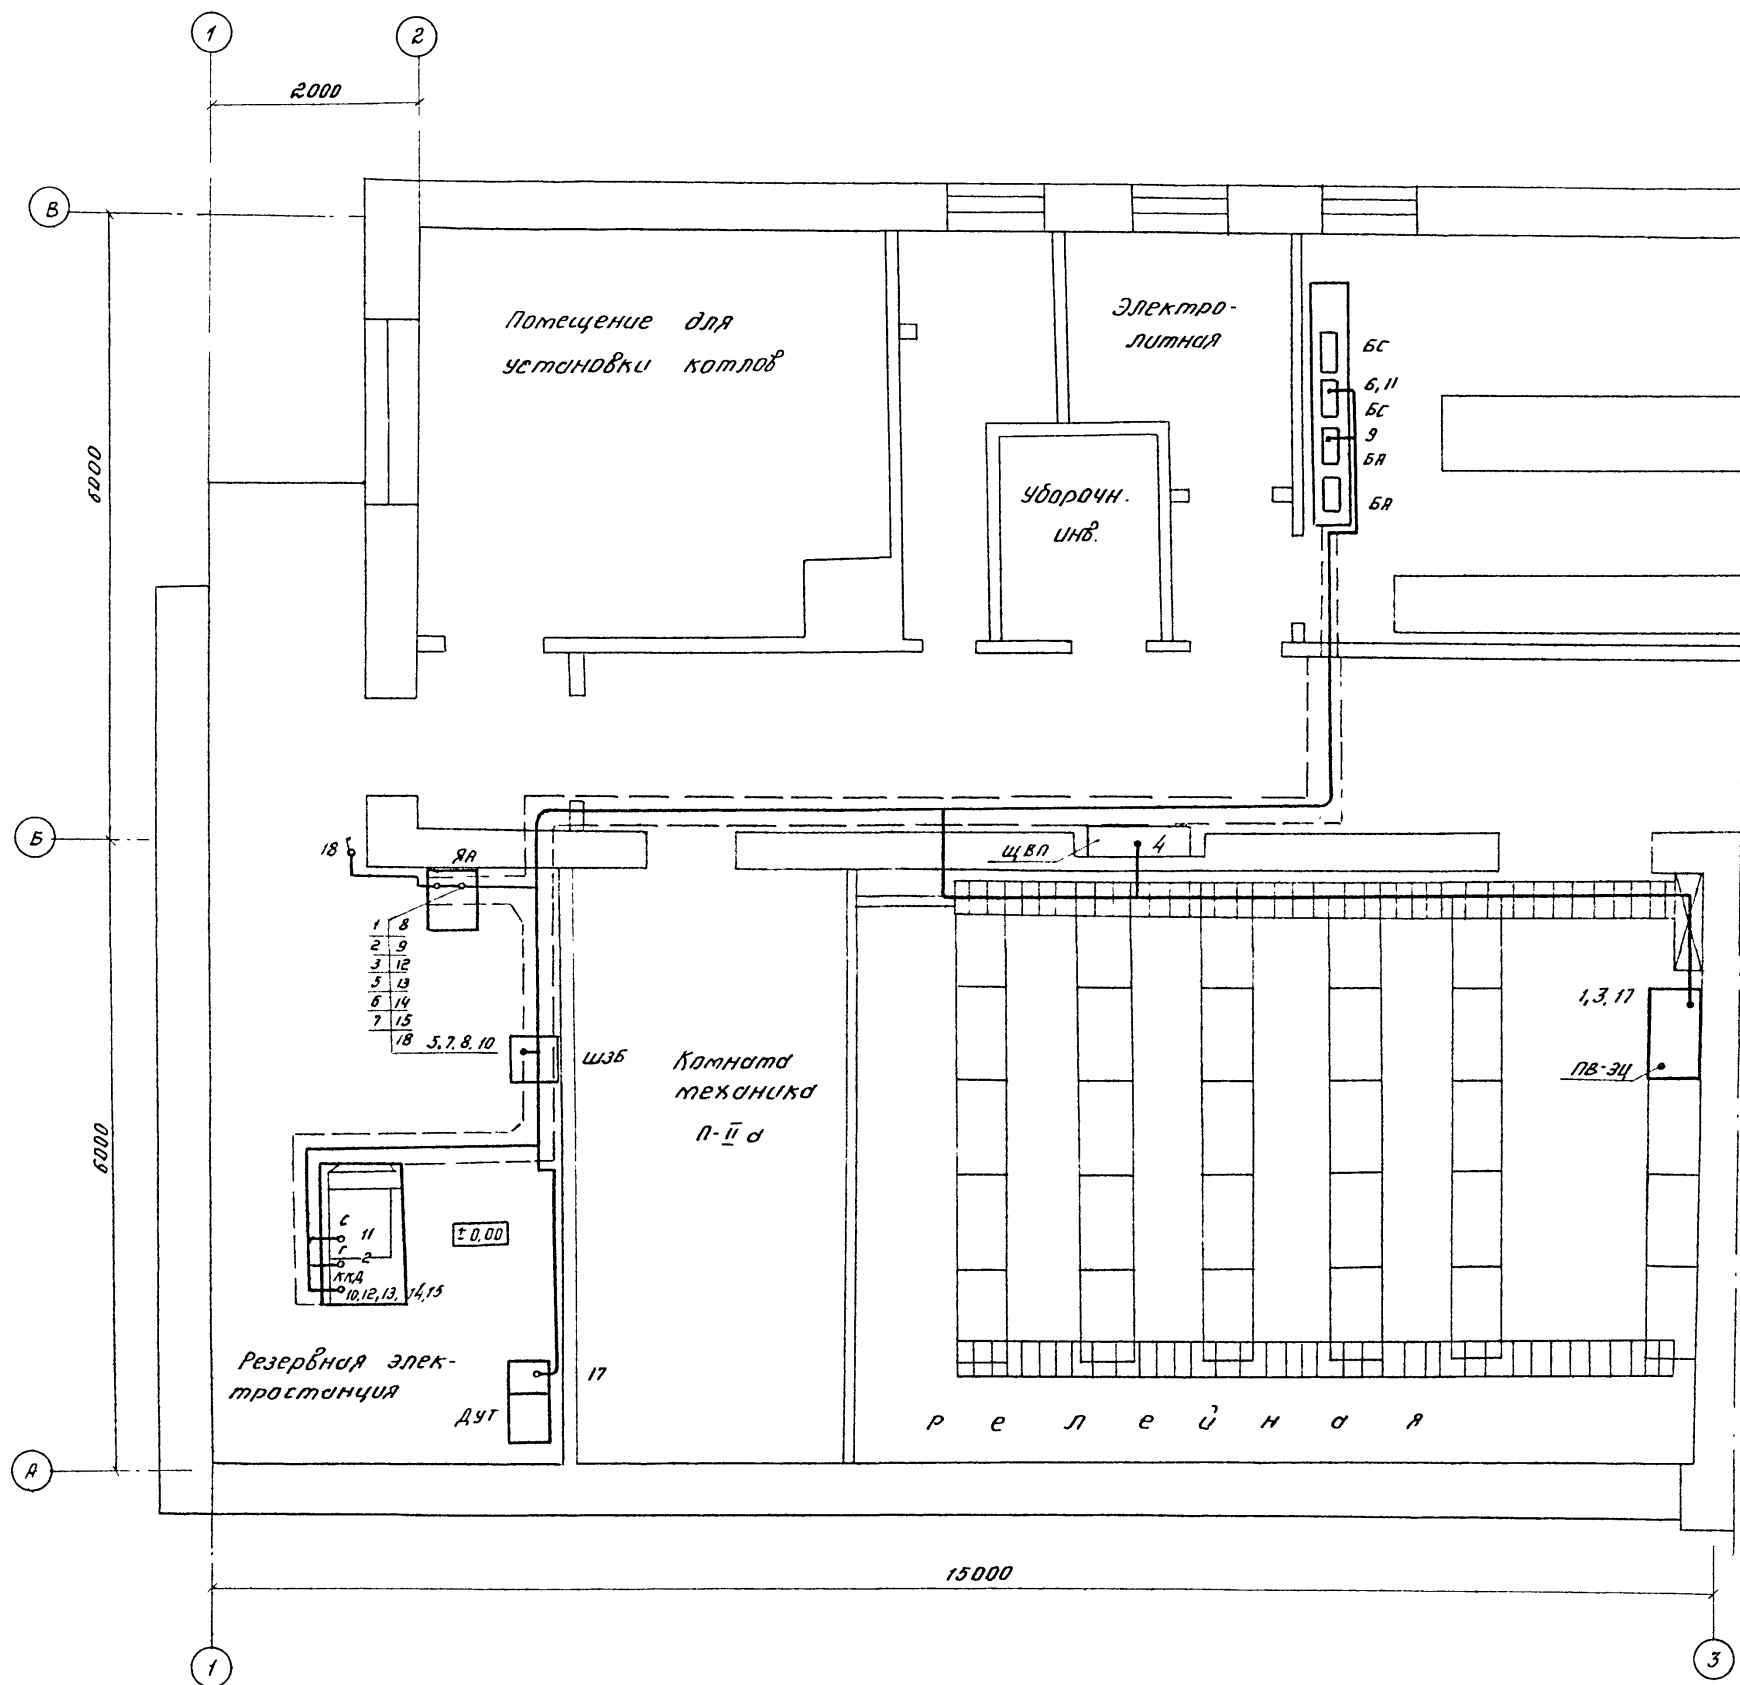 1
2
2000
В
Помещение для
установки котлов
Электро-
литная
БС
6,11
БС
9
БА
БА
Уборочн.
инв.
6000
Б
18
ЯА
ЩВП
4
1 8
2 9
3 12
5 13
6 14
7 15
18 5,7,8,10
ШЗБ
Комната
механика
П-II а
1,3,17
ПВ-ЭЦ
6000
С
11
Г
2
ККД
10,12,13,14,15
±0,00
Резервная элек-
тростанция
17
ДУТ
Релейная
А
15000
1
3